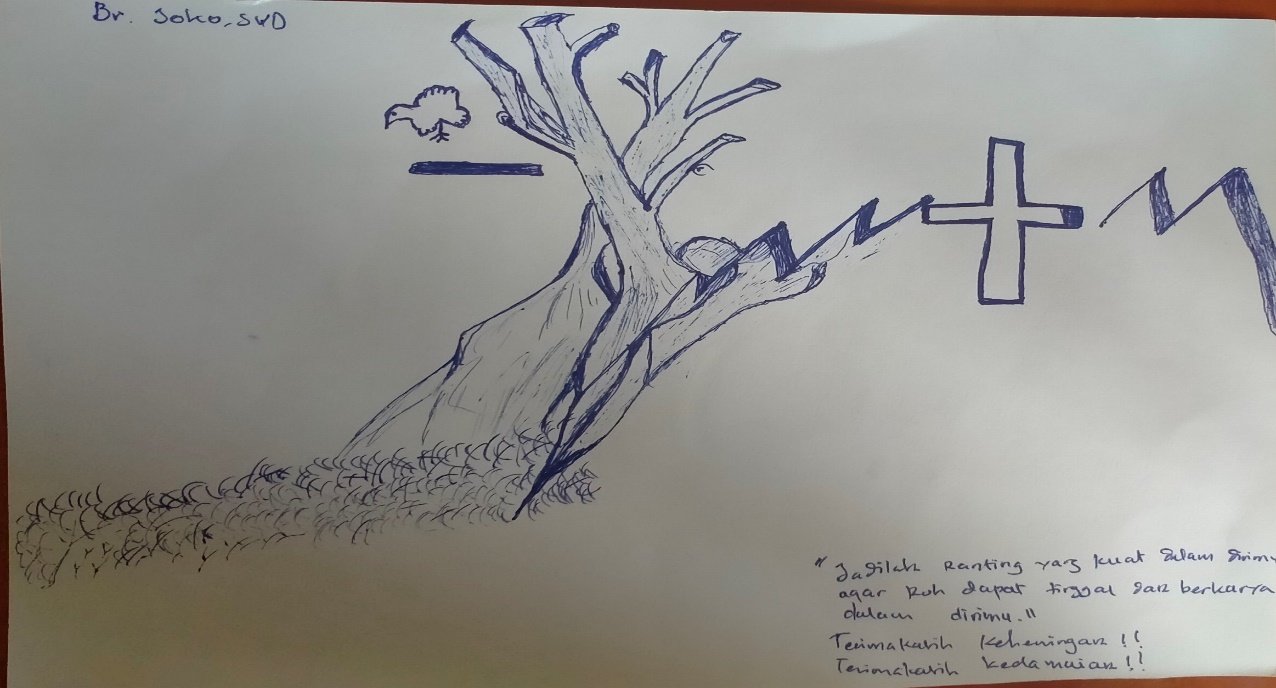 Br. Joko, SVD
"Jadilah Ranting yang kuat dalam dirimu
agar Roh dapat tinggal dan berkarya
dalam dirimu."
Terimakasih Keheningan !!
Terimakasih kedamaian !!